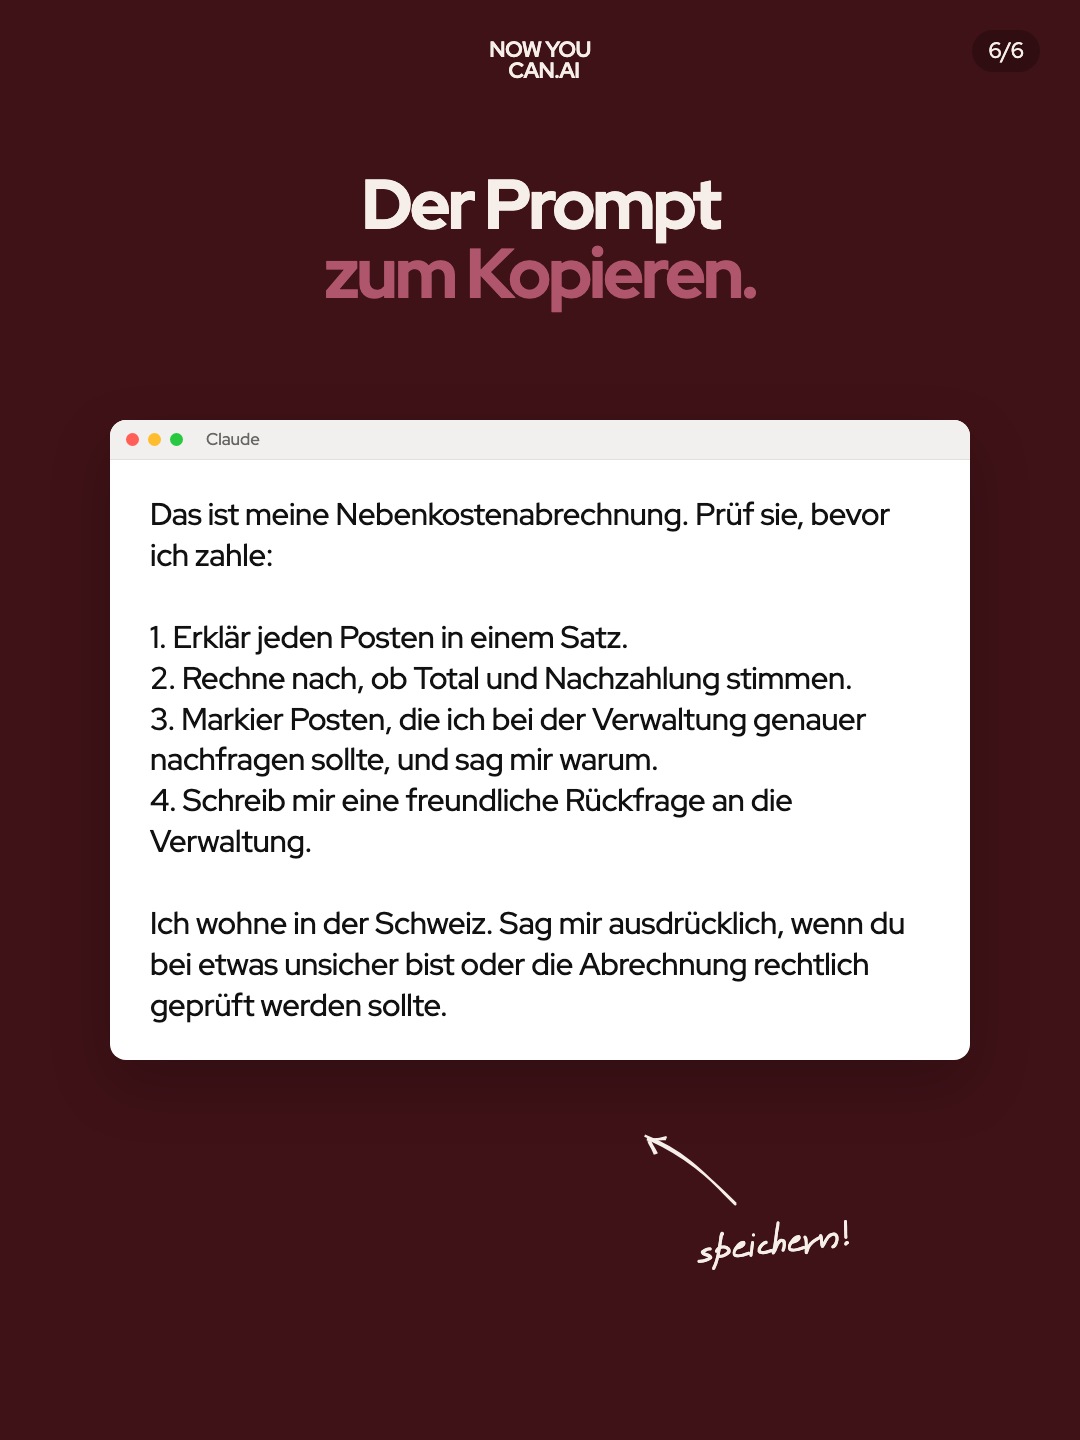 NOW YOU
CAN.AI
6/6
Der Prompt
zum Kopieren.
Claude
Das ist meine Nebenkostenabrechnung. Prüf sie, bevor
ich zahle:
1. Erklär jeden Posten in einem Satz.
2. Rechne nach, ob Total und Nachzahlung stimmen.
3. Markier Posten, die ich bei der Verwaltung genauer
nachfragen sollte, und sag mir warum.
4. Schreib mir eine freundliche Rückfrage an die
Verwaltung.
Ich wohne in der Schweiz. Sag mir ausdrücklich, wenn du
bei etwas unsicher bist oder die Abrechnung rechtlich
geprüft werden sollte.
speichern!